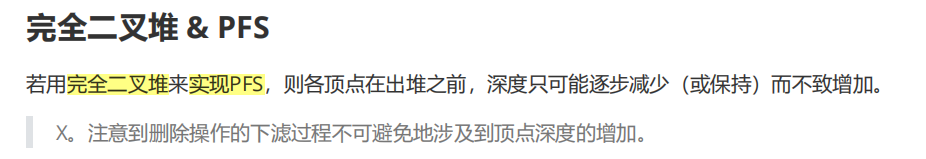 完全二叉堆 & PFS
若用完全二叉堆来实现PFS，则各顶点在出堆之前，深度只可能逐步减少（或保持）而不致增加。
X。注意到删除操作的下滤过程不可避免地涉及到顶点深度的增加。